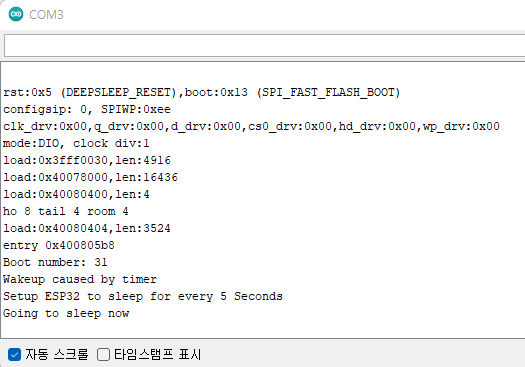 COM3
rst:0x5 (DEEPSLEEP_RESET),boot:0x13 (SPI_FAST_FLASH_BOOT)
configsip: 0, SPIWP:0xee
clk_drv:0x00,q_drv:0x00,d_drv:0x00,cs0_drv:0x00,hd_drv:0x00,wp_drv:0x00
mode:DIO, clock div:1
load:0x3fff0030,len:4916
load:0x40078000,len:16436
load:0x40080400,len:4
ho 8 tail 4 room 4
load:0x40080404,len:3524
entry 0x400805b8
Boot number: 31
Wakeup caused by timer
Setup ESP32 to sleep for every 5 Seconds
Going to sleep now
자동 스크롤 타임스탬프 표시